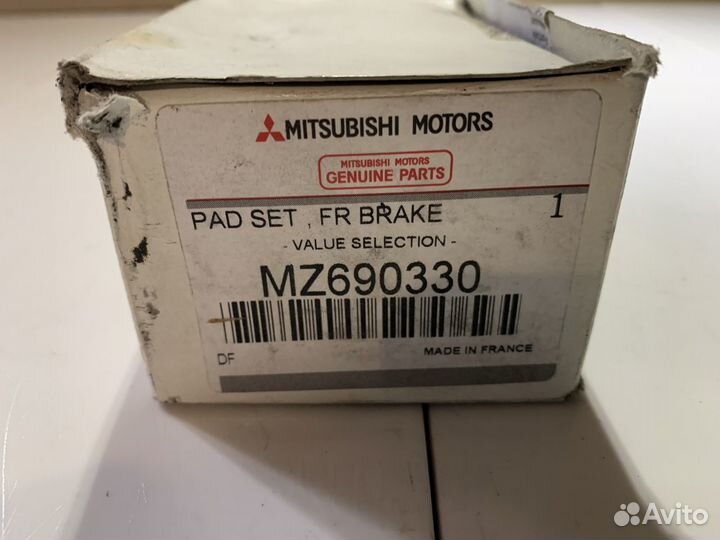 MITSUBISHI MOTORS
MITSUBISHI MOTORS
GENUINE PARTS
PAD SET , FR BRAKE 1
- VALUE SELECTION -
MZ690330
DF MADE IN FRANCE
Avito